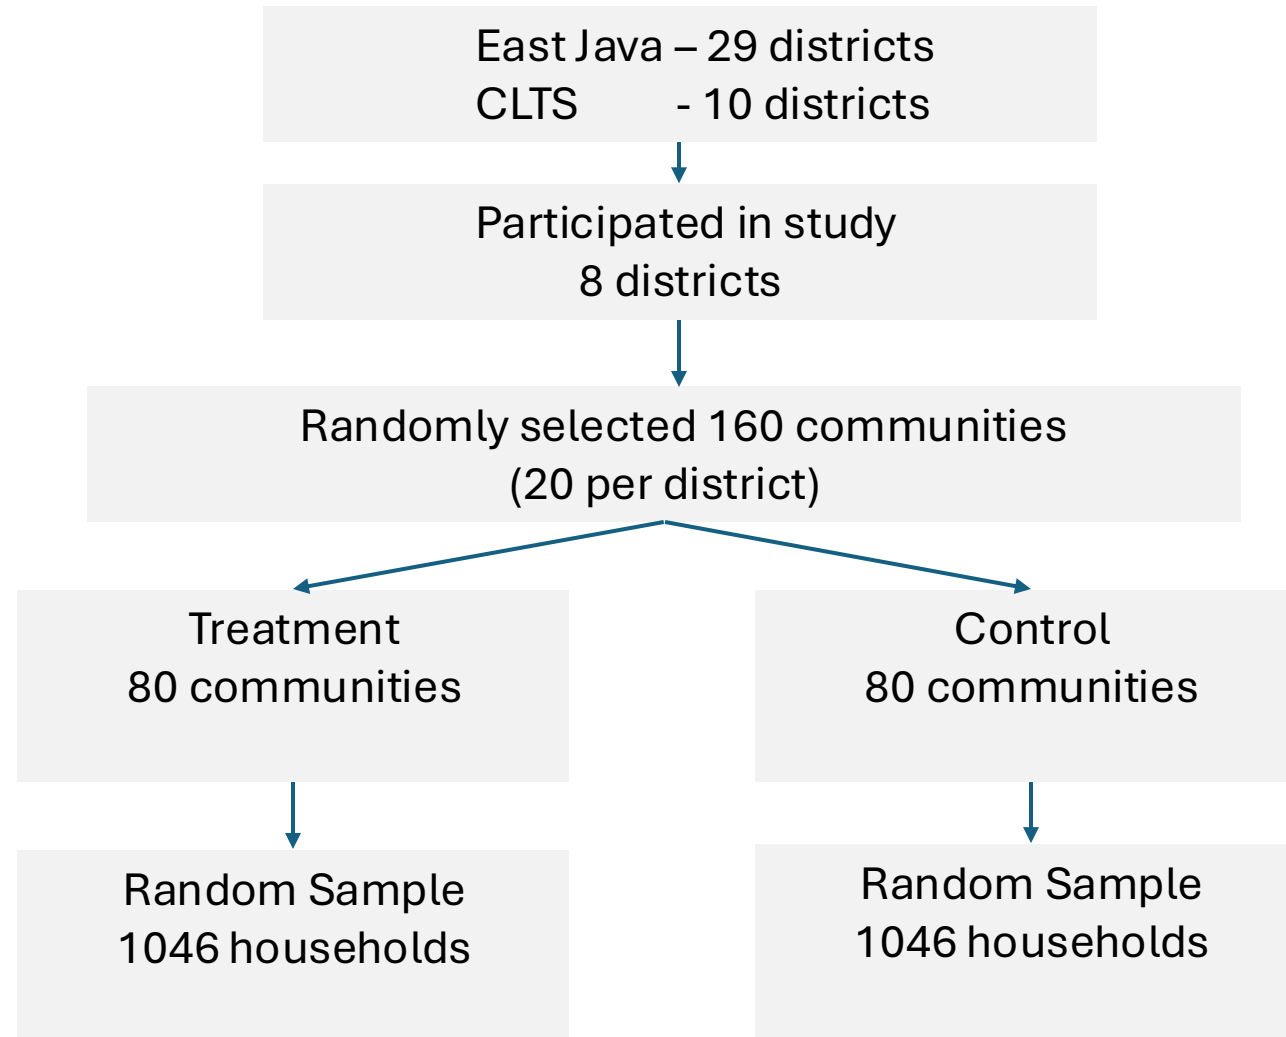 East Java – 29 districts
CLTS - 10 districts
Participated in study
8 districts
Randomly selected 160 communities
(20 per district)
Treatment
80 communities
Control
80 communities
Random Sample
1046 households
Random Sample
1046 households